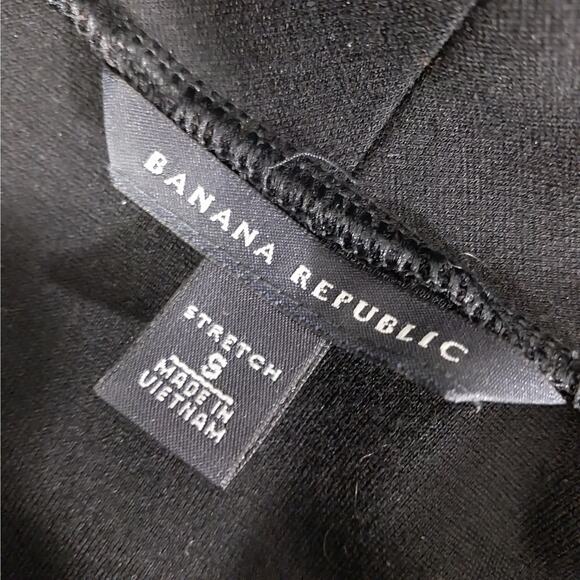 BANANA REPUBLIC
STRETCH
S
MADE IN
VIETNAM